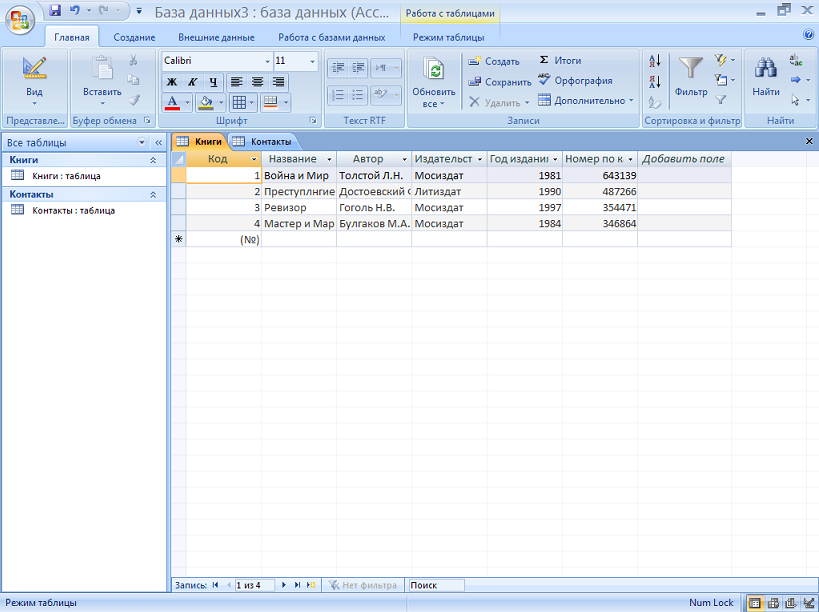 База данных3 : база данных (Acc...
Работа с таблицами
Главная Создание Внешние данные Работа с базами данных Режим таблицы
Вид
Представле...
Вставить
Буфер обмена
Calibri 11
Ж К Ч
Шрифт
Текст RTF
Обновить все
Создать
Сохранить
Удалить
Σ Итоги
Орфография
Дополнительно
Записи
Фильтр
Сортировка и фильтр
Найти
Найти
Все таблицы
Книги
Книги : таблица
Контакты
Контакты : таблица
Книги Контакты
Код Название Автор Издательст Год издания Номер по к Добавить поле
1 Война и Мир Толстой Л.Н. Мосиздат 1981 643139
2 Преступлнгие Достоевский Литиздат 1990 487266
3 Ревизор Гоголь Н.В. Мосиздат 1997 354471
4 Мастер и Мар Булгаков М.А. Мосиздат 1984 346864
(№)
Запись: 1 из 4 Нет фильтра Поиск
Режим таблицы Num Lock